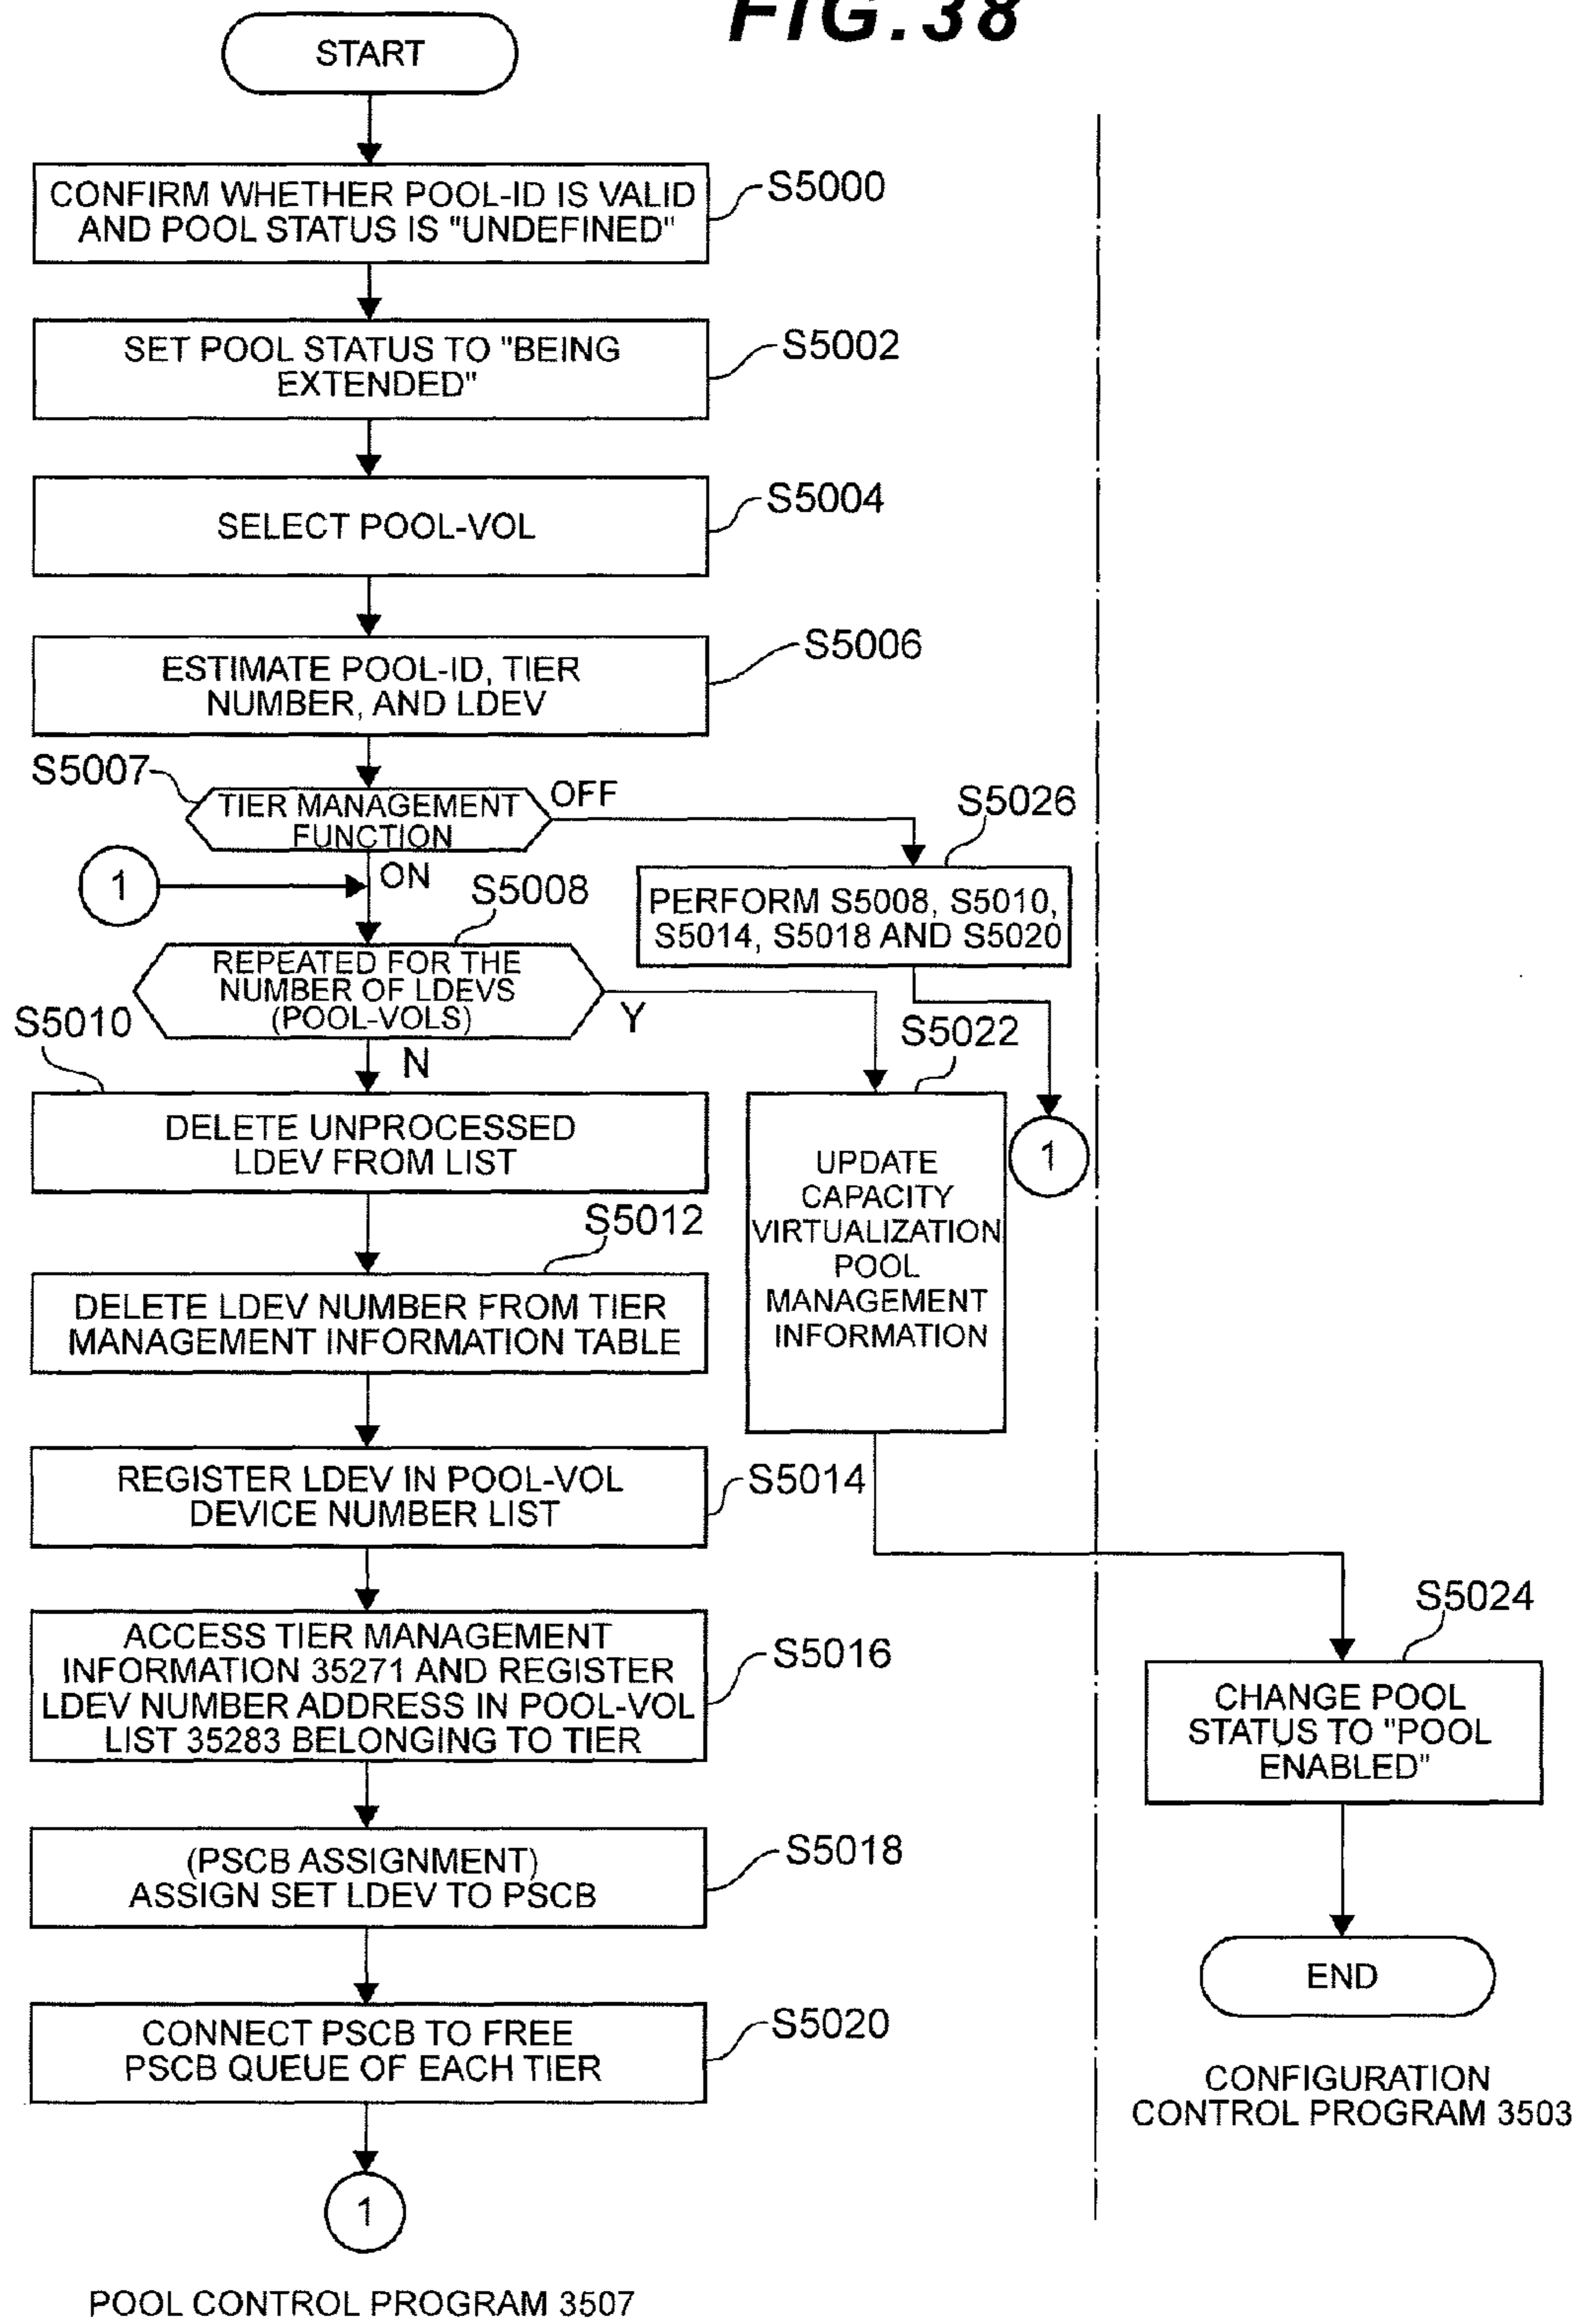 FIG.38
START
CONFIRM WHETHER POOL-ID IS VALID
AND POOL STATUS IS "UNDEFINED"
S5000
SET POOL STATUS TO "BEING
EXTENDED"
S5002
SELECT POOL-VOL
S5004
ESTIMATE POOL-ID, TIER
NUMBER, AND LDEV
S5006
S5007
TIER MANAGEMENT
FUNCTION
OFF
ON
1
S5026
PERFORM S5008, S5010,
S5014, S5018 AND S5020
1
S5008
REPEATED FOR THE
NUMBER OF LDEVS
(POOL-VOLS)
Y
N
S5010
DELETE UNPROCESSED
LDEV FROM LIST
S5022
UPDATE
CAPACITY
VIRTUALIZATION
POOL
MANAGEMENT
INFORMATION
S5012
DELETE LDEV NUMBER FROM TIER
MANAGEMENT INFORMATION TABLE
REGISTER LDEV IN POOL-VOL
DEVICE NUMBER LIST
S5014
ACCESS TIER MANAGEMENT
INFORMATION 35271 AND REGISTER
LDEV NUMBER ADDRESS IN POOL-VOL
LIST 35283 BELONGING TO TIER
S5016
S5024
CHANGE POOL
STATUS TO "POOL
ENABLED"
(PSCB ASSIGNMENT)
ASSIGN SET LDEV TO PSCB
S5018
END
CONNECT PSCB TO FREE
PSCB QUEUE OF EACH TIER
S5020
CONFIGURATION
CONTROL PROGRAM 3503
1
POOL CONTROL PROGRAM 3507